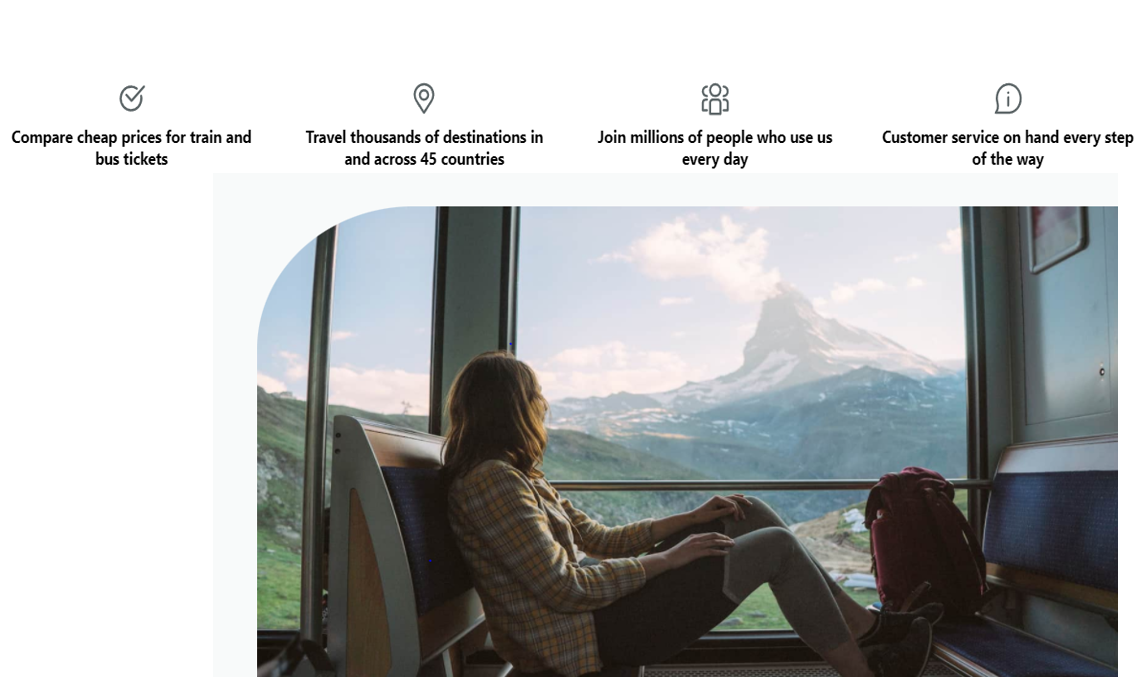 Compare cheap prices for train and
bus tickets
Travel thousands of destinations in
and across 45 countries
Join millions of people who use us
every day
Customer service on hand every step
of the way